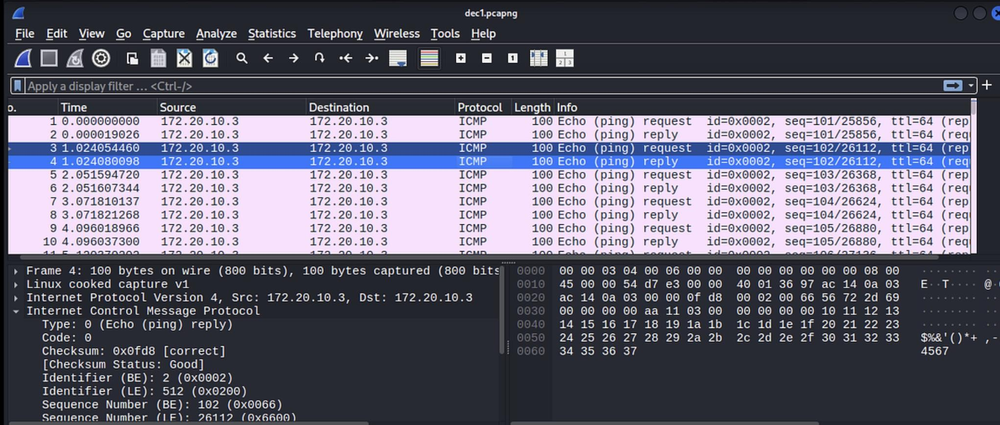 dec1.pcapng
File Edit View Go Capture Analyze Statistics Telephony Wireless Tools Help
Apply a display filter ... <Ctrl-/>
o. Time Source Destination Protocol Length Info
1 0.000000000 172.20.10.3 172.20.10.3 ICMP 100 Echo (ping) request id=0x0002, seq=101/25856, ttl=64 (rep
2 0.000019026 172.20.10.3 172.20.10.3 ICMP 100 Echo (ping) reply id=0x0002, seq=101/25856, ttl=64 (req
3 1.024054460 172.20.10.3 172.20.10.3 ICMP 100 Echo (ping) request id=0x0002, seq=102/26112, ttl=64 (rep
4 1.024080098 172.20.10.3 172.20.10.3 ICMP 100 Echo (ping) reply id=0x0002, seq=102/26112, ttl=64 (req
5 2.051594720 172.20.10.3 172.20.10.3 ICMP 100 Echo (ping) request id=0x0002, seq=103/26368, ttl=64 (rep
6 2.051607344 172.20.10.3 172.20.10.3 ICMP 100 Echo (ping) reply id=0x0002, seq=103/26368, ttl=64 (req
7 3.071810137 172.20.10.3 172.20.10.3 ICMP 100 Echo (ping) request id=0x0002, seq=104/26624, ttl=64 (rep
8 3.071821268 172.20.10.3 172.20.10.3 ICMP 100 Echo (ping) reply id=0x0002, seq=104/26624, ttl=64 (req
9 4.096018966 172.20.10.3 172.20.10.3 ICMP 100 Echo (ping) request id=0x0002, seq=105/26880, ttl=64 (rep
10 4.096037300 172.20.10.3 172.20.10.3 ICMP 100 Echo (ping) reply id=0x0002, seq=105/26880, ttl=64 (req
Frame 4: 100 bytes on wire (800 bits), 100 bytes captured (800 bits
Linux cooked capture v1
Internet Protocol Version 4, Src: 172.20.10.3, Dst: 172.20.10.3
Internet Control Message Protocol
Type: 0 (Echo (ping) reply)
Code: 0
Checksum: 0x0fd8 [correct]
[Checksum Status: Good]
Identifier (BE): 2 (0x0002)
Identifier (LE): 512 (0x0200)
Sequence Number (BE): 102 (0x0066)
Sequence Number (LE): 26112 (0x6600)
0000 00 00 03 04 00 06 00 00 00 00 00 00 00 00 08 00 ········ ··
0010 45 00 00 54 d7 e3 00 00 40 01 36 97 ac 14 0a 03 E··T···· @·
0020 ac 14 0a 03 00 00 0f d8 00 02 00 66 56 72 2d 69 ········ ··
0030 00 00 00 00 aa 11 03 00 00 00 00 00 10 11 12 13 ········ ··
0040 14 15 16 17 18 19 1a 1b 1c 1d 1e 1f 20 21 22 23 ········ ··
0050 24 25 26 27 28 29 2a 2b 2c 2d 2e 2f 30 31 32 33 $%&'()*+ ,-
0060 34 35 36 37 4567